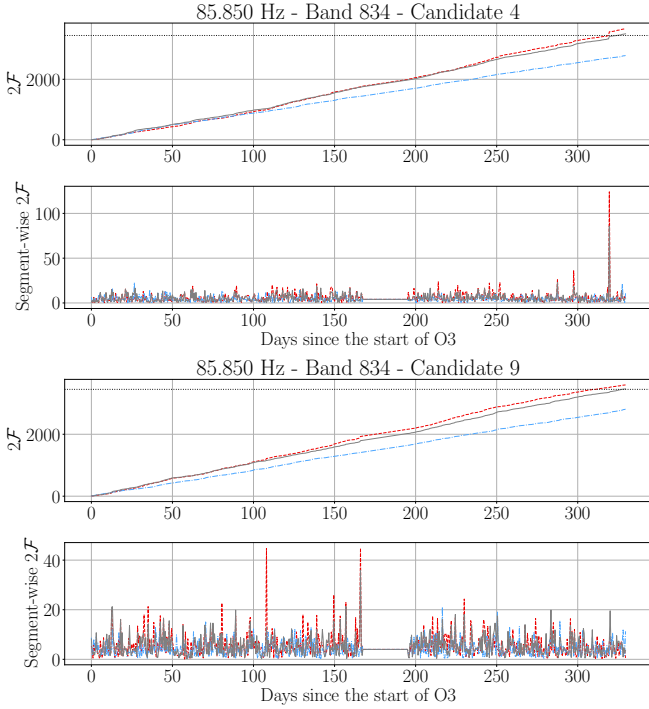 85.850 Hz - Band 834 - Candidate 4
2000
0
2ℱ
0 50 100 150 200 250 300
100
50
0
Segment-wise 2ℱ
0 50 100 150 200 250 300
Days since the start of O3
85.850 Hz - Band 834 - Candidate 9
2000
0
2ℱ
0 50 100 150 200 250 300
40
20
0
Segment-wise 2ℱ
0 50 100 150 200 250 300
Days since the start of O3